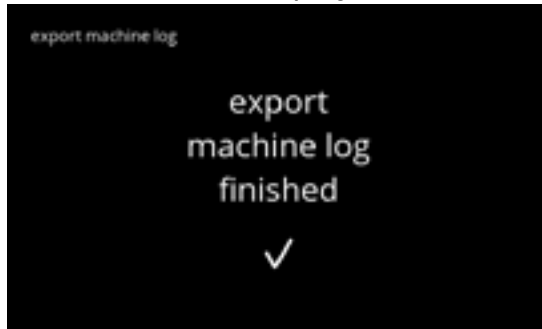 export machine log
export
machine log
finished